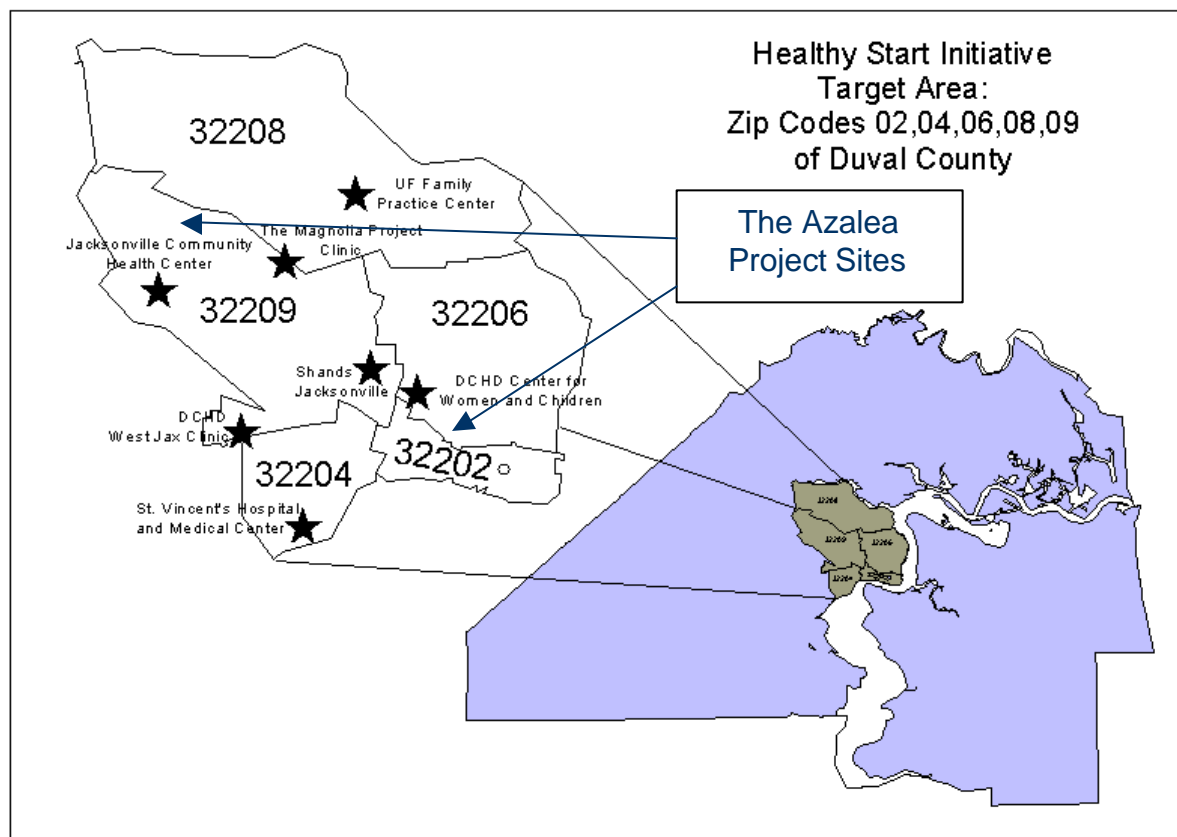 Healthy Start Initiative
Target Area:
Zip Codes 02,04,06,08,09
of Duval County
32208
UF Family
Practice Center
The Azalea
Project Sites
The Magnolia Project
Clinic
Jacksonville Community
Health Center
32209
32206
Shands
Jacksonville
DCHD Center for
Women and Children
DCHD
West Jax Clinic
32204
32202
St. Vincent's Hospital
and Medical Center
32209
32206